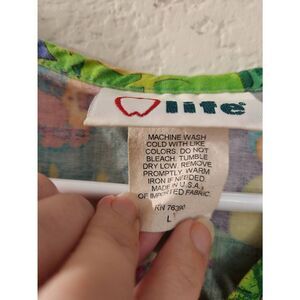 life®
MACHINE WASH
COLD WITH LIKE
COLORS. DO NOT
BLEACH. TUMBLE
DRY LOW. REMOVE
PROMPTLY. WARM
IRON IF NEEDED.
MADE IN U.S.A.
OF IMPORTED FABRIC.
RN 76390
L